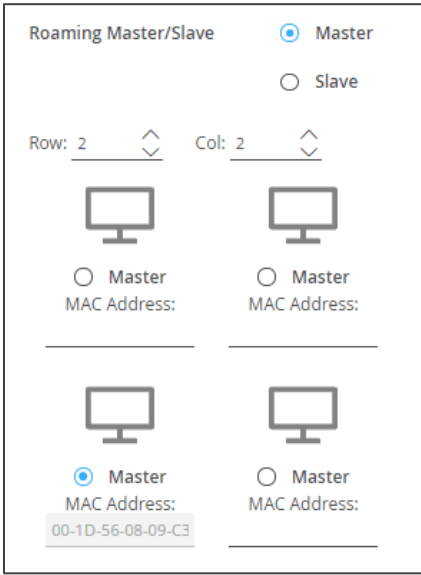 Roaming Master/Slave Master
Slave
Row: 2 Col: 2
Master Master
MAC Address: MAC Address:
Master Master
MAC Address: MAC Address:
00-1D-56-08-09-C3